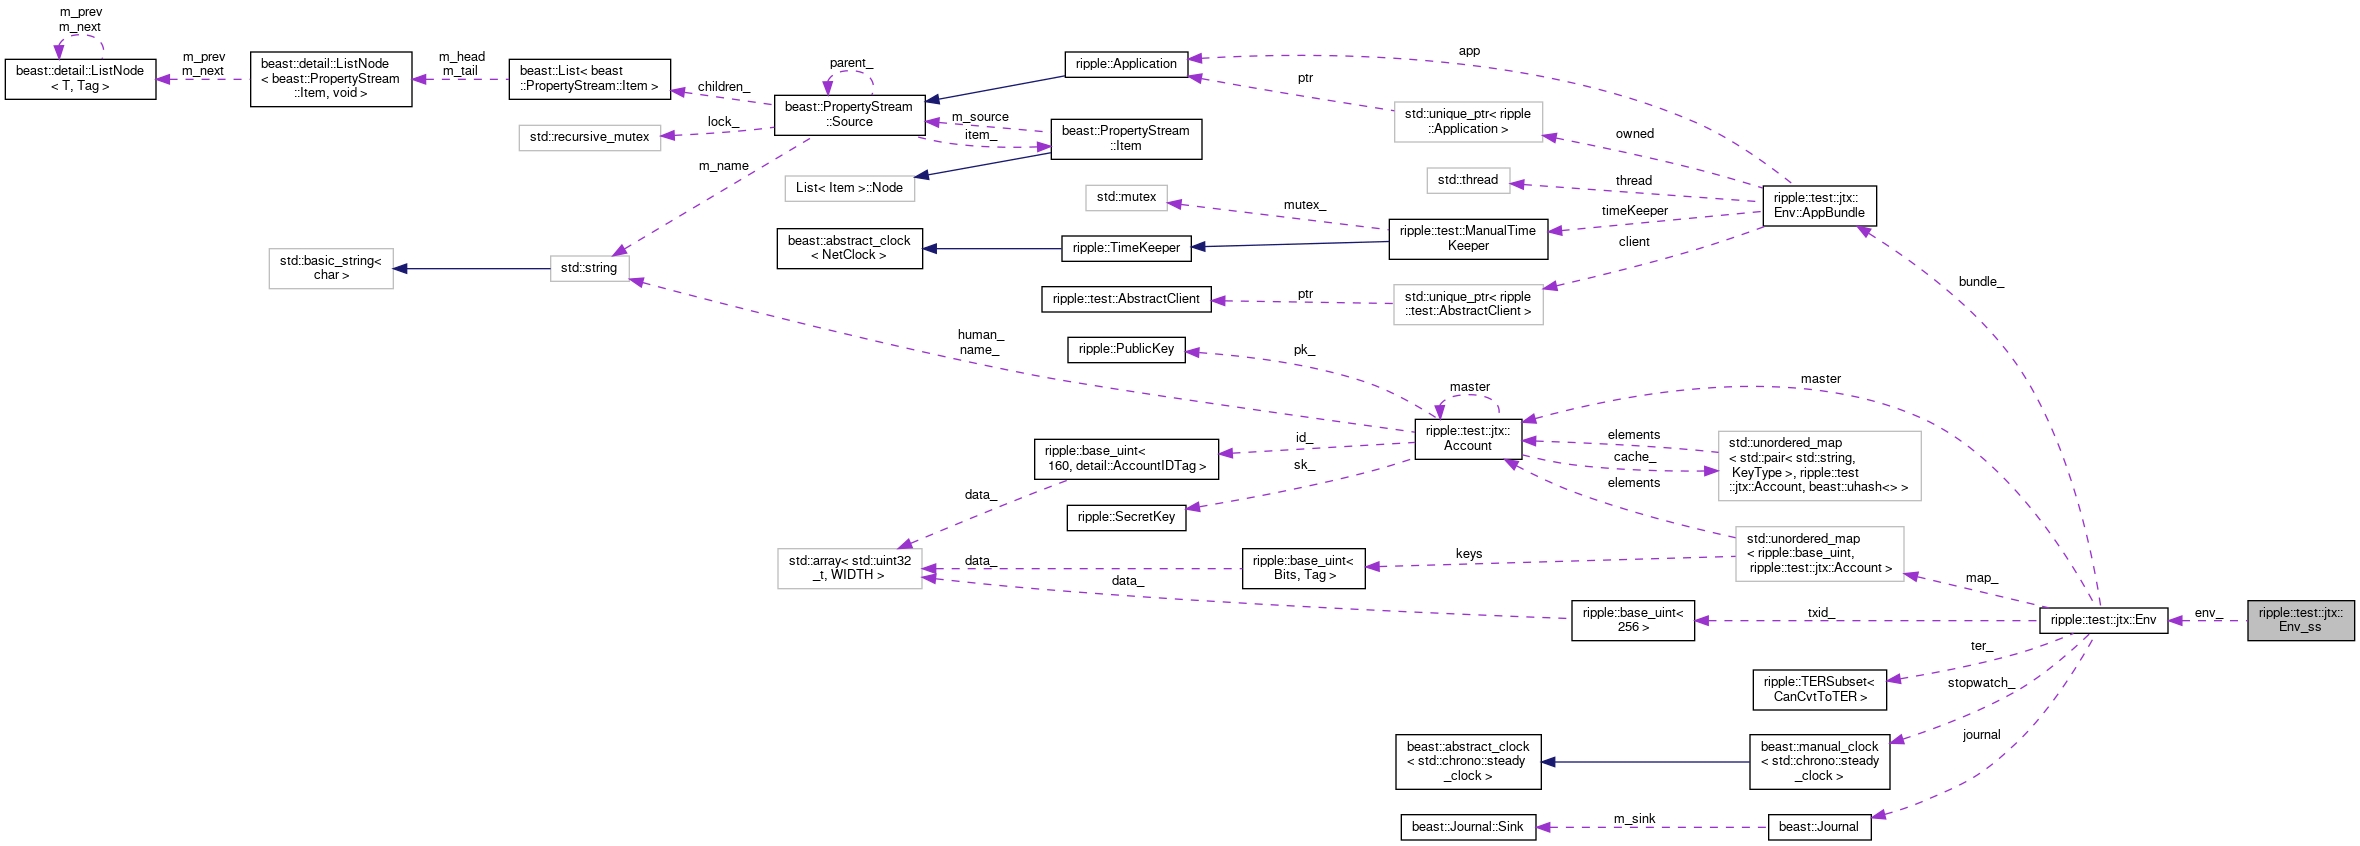 m_prev
m_next
beast::detail::ListNode
< T, Tag >
m_prev
m_next
beast::detail::ListNode
< beast::PropertyStream
::Item, void >
m_head
m_tail
beast::List< beast
::PropertyStream::Item >
children_
lock_
std::recursive_mutex
m_name
parent_
beast::PropertyStream
::Source
m_source
item_
ripple::Application
beast::PropertyStream
::Item
List< Item >::Node
app
ptr
std::unique_ptr< ripple
::Application >
owned
std::thread
thread
std::mutex
mutex_
timeKeeper
ripple::test::ManualTime
Keeper
ripple::TimeKeeper
beast::abstract_clock
< NetClock >
client
ripple::test::jtx::
Env::AppBundle
std::basic_string<
char >
std::string
ripple::test::AbstractClient
ptr
std::unique_ptr< ripple
::test::AbstractClient >
bundle_
human_
name_
ripple::PublicKey
pk_
master
master
ripple::test::jtx::
Account
id_
ripple::base_uint<
160, detail::AccountIDTag >
sk_
ripple::SecretKey
elements
cache_
elements
std::unordered_map
< std::pair< std::string,
KeyType >, ripple::test
::jtx::Account, beast::uhash<> >
data_
std::array< std::uint32
_t, WIDTH >
data_
data_
ripple::base_uint<
Bits, Tag >
keys
std::unordered_map
< ripple::base_uint,
ripple::test::jtx::Account >
map_
ripple::base_uint<
256 >
txid_
ripple::test::jtx::Env
env_
ripple::test::jtx::
Env_ss
ter_
ripple::TERSubset<
CanCvtToTER >
stopwatch_
beast::abstract_clock
< std::chrono::steady
_clock >
beast::manual_clock
< std::chrono::steady
_clock >
journal
beast::Journal::Sink
m_sink
beast::Journal